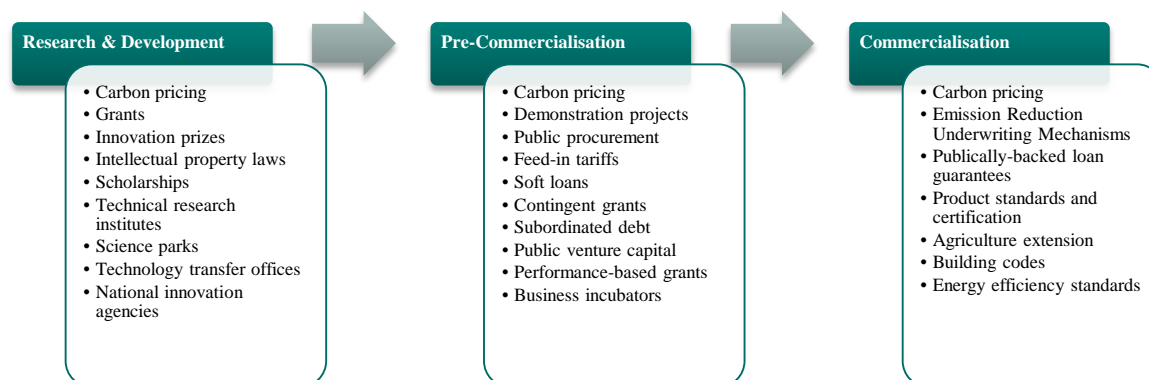 Research & Development
• Carbon pricing
• Grants
• Innovation prizes
• Intellectual property laws
• Scholarships
• Technical research
institutes
• Science parks
• Technology transfer offices
• National innovation
agencies
Pre-Commercialisation
• Carbon pricing
• Demonstration projects
• Public procurement
• Feed-in tariffs
• Soft loans
• Contingent grants
• Subordinated debt
• Public venture capital
• Performance-based grants
• Business incubators
Commercialisation
• Carbon pricing
• Emission Reduction
Underwriting Mechanisms
• Publically-backed loan
guarantees
• Product standards and
certification
• Agriculture extension
• Building codes
• Energy efficiency standards